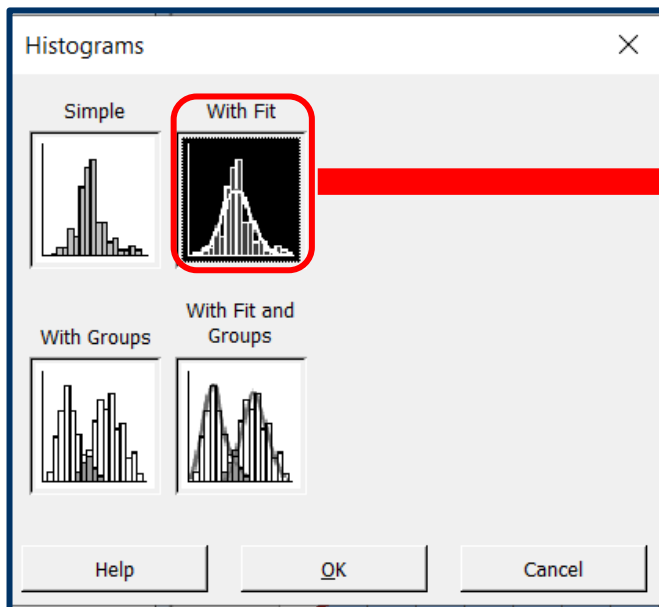 Histograms
Simple
With Fit
With Groups
With Fit and
Groups
Help
OK
Cancel